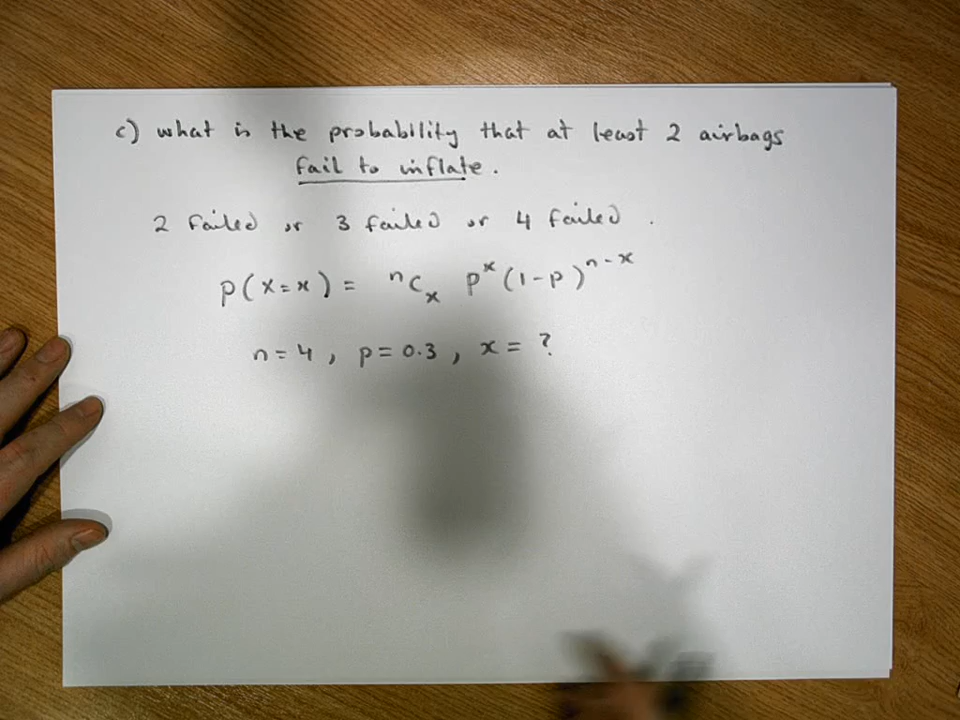 c) what is the probability that at least 2 airbags
fail to inflate.
2 failed or 3 failed or 4 failed.
P(X=x) = ⁿCₓ pˣ(1-p)ⁿ⁻ˣ
n=4, p=0.3, x=?